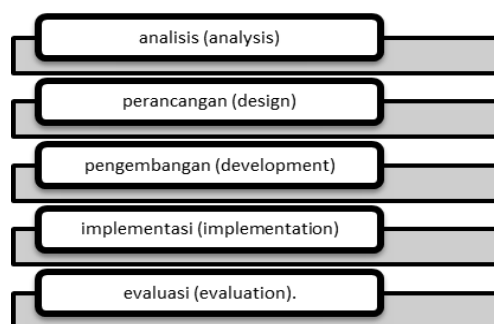 analisis (analysis)
perancangan (design)
pengembangan (development)
implementasi (implementation)
evaluasi (evaluation).